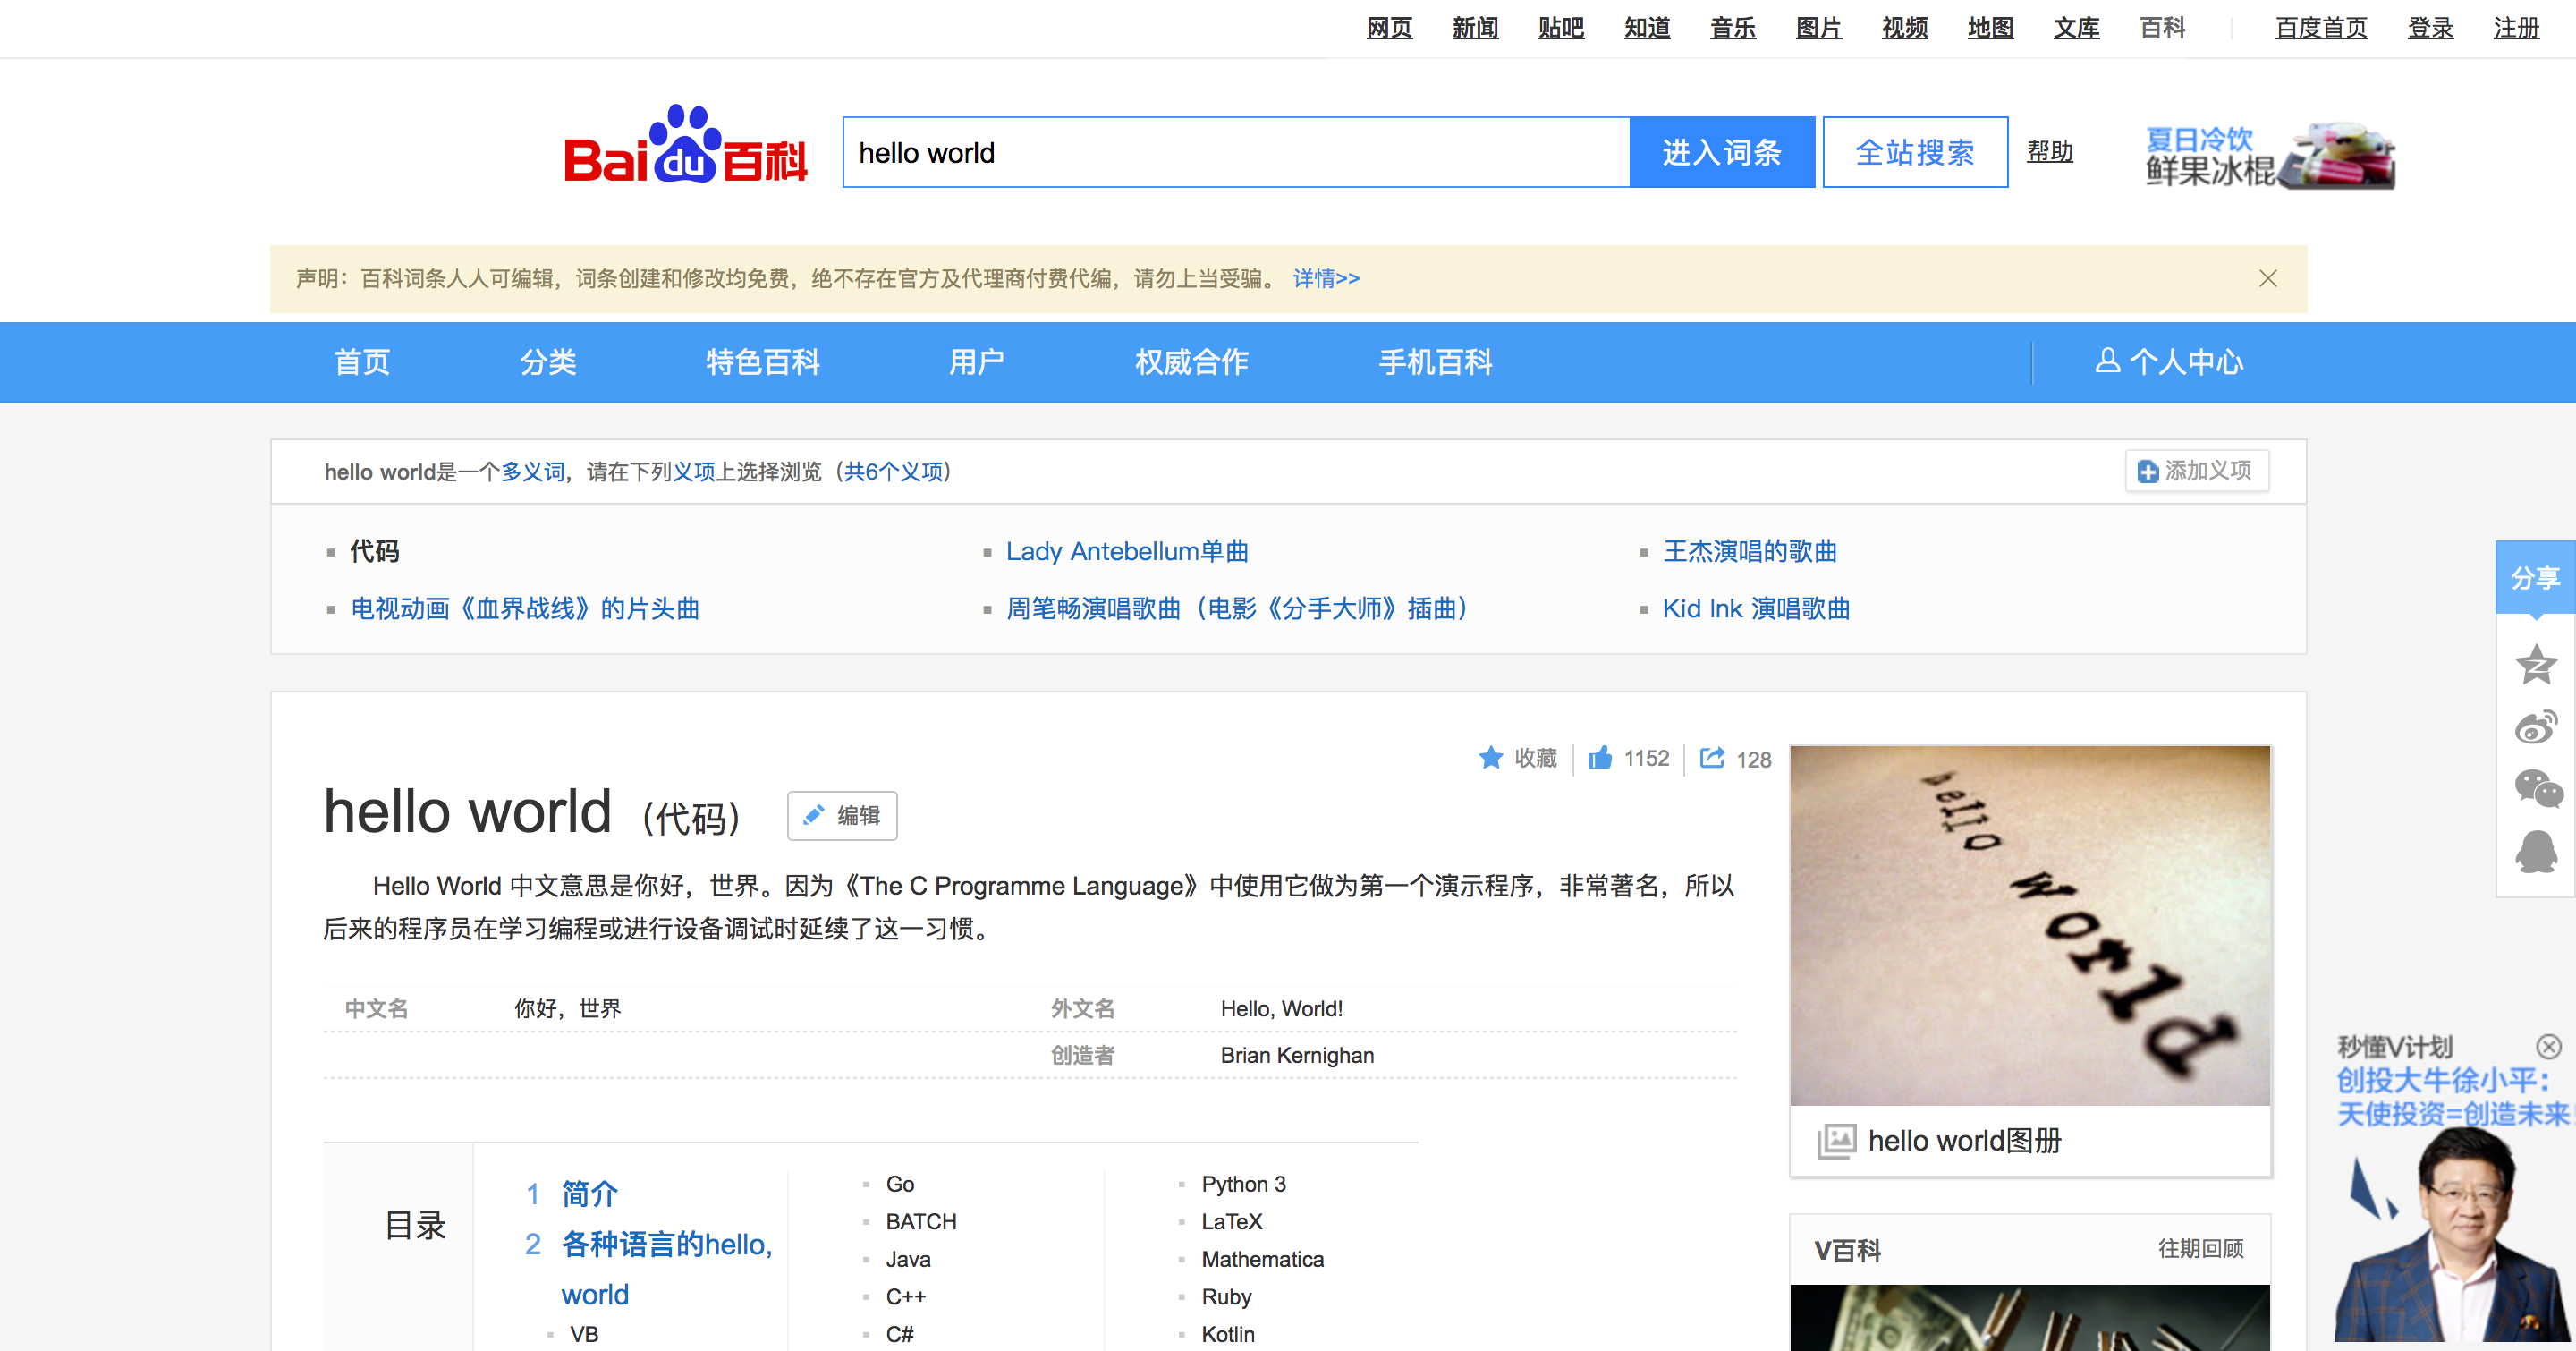 网页 新闻 贴吧 知道 音乐 图片 视频 地图 文库 百科 百度首页 登录 注册
Baidu百科 hello world 进入词条 全站搜索 帮助
夏日冷饮
鲜果冰棍
声明：百科词条人人可编辑，词条创建和修改均免费，绝不存在官方及代理商付费代编，请勿上当受骗。 详情>>
首页 分类 特色百科 用户 权威合作 手机百科 个人中心
hello world是一个多义词，请在下列义项上选择浏览（共6个义项） 添加义项
代码 Lady Antebellum单曲 王杰演唱的歌曲
电视动画《血界战线》的片头曲 周笔畅演唱歌曲（电影《分手大师》插曲） Kid Ink 演唱歌曲
分享
收藏 1152 128
hello world（代码） 编辑
Hello World 中文意思是你好，世界。因为《The C Programme Language》中使用它做为第一个演示程序，非常著名，所以
后来的程序员在学习编程或进行设备调试时延续了这一习惯。
中文名 你好，世界 外文名 Hello, World!
创造者 Brian Kernighan
hello world
hello world图册
目录
1 简介
2 各种语言的hello,
world
VB
Go
BATCH
Java
C++
C#
Python 3
LaTeX
Mathematica
Ruby
Kotlin
V百科 往期回顾
秒懂V计划
创投大牛徐小平：
天使投资=创造未来！